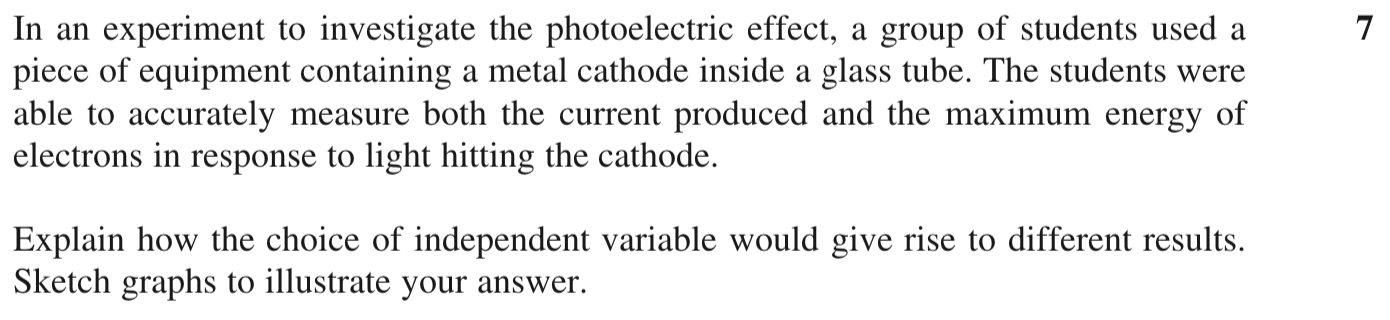 In an experiment to investigate the photoelectric effect, a group of students used a 7
piece of equipment containing a metal cathode inside a glass tube. The students were
able to accurately measure both the current produced and the maximum energy of
electrons in response to light hitting the cathode.
Explain how the choice of independent variable would give rise to different results.
Sketch graphs to illustrate your answer.